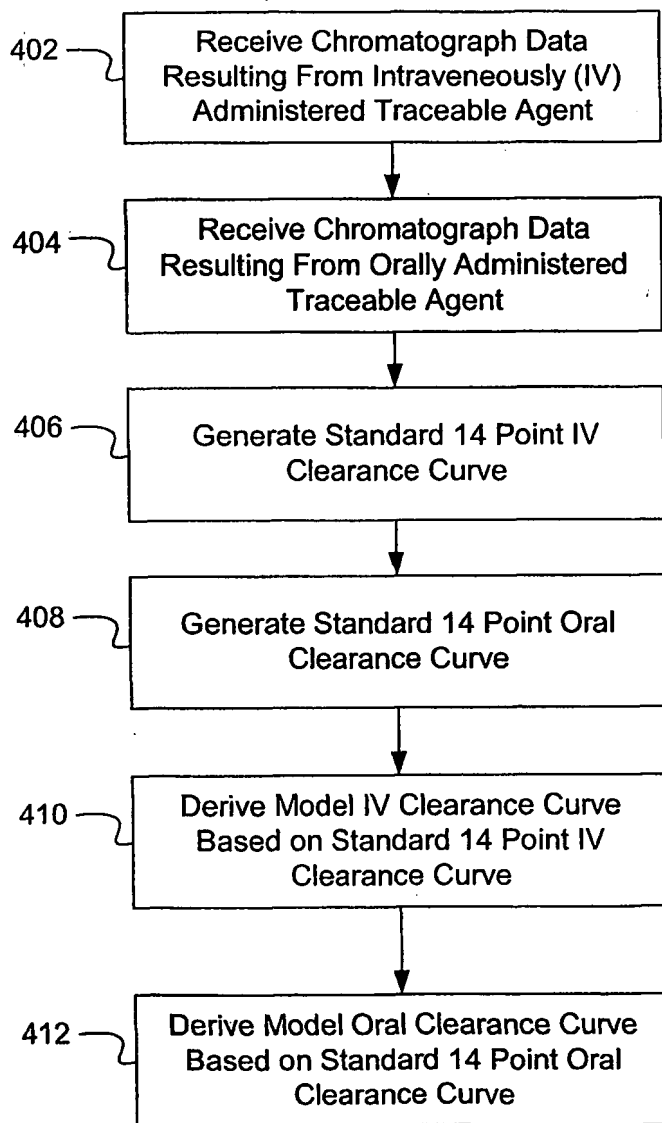 402
Receive Chromatograph Data
Resulting From Intraveneously (IV)
Administered Traceable Agent
404
Receive Chromatograph Data
Resulting From Orally Administered
Traceable Agent
406
Generate Standard 14 Point IV
Clearance Curve
408
Generate Standard 14 Point Oral
Clearance Curve
410
Derive Model IV Clearance Curve
Based on Standard 14 Point IV
Clearance Curve
412
Derive Model Oral Clearance Curve
Based on Standard 14 Point Oral
Clearance Curve